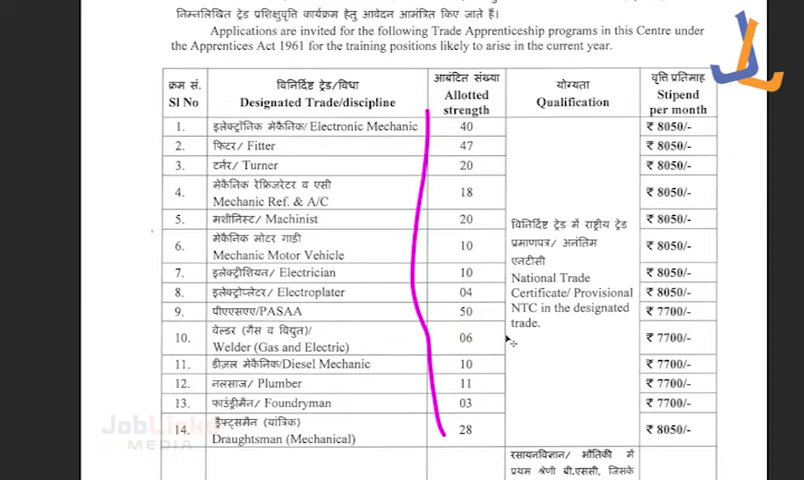 निम्नलिखित ट्रेड प्रशिक्षुवृत्ति कार्यक्रम हेतु आवेदन आमंत्रित किए जाते हैं।
Applications are invited for the following Trade Apprenticeship programs in this Centre under
the Apprentices Act 1961 for the training positions likely to arise in the current year.
क्रम सं. विनिर्दिष्ट ट्रेड/विधा आबंटित संख्या योग्यता वृत्ति प्रतिमाह
Sl No Designated Trade/discipline Allotted strength Qualification Stipend per month
1. इलेक्ट्रॉनिक मेकैनिक/ Electronic Mechanic 40 ₹ 8050/-
2. फिटर/ Fitter 47 ₹ 8050/-
3. टर्नर/ Turner 20 ₹ 8050/-
4. मेकैनिक रेफ्रिजरेटर व एसी
Mechanic Ref. & A/C 18 ₹ 8050/-
5. मशीनिस्ट/ Machinist 20 ₹ 8050/-
6. मेकैनिक मोटर गाड़ी
Mechanic Motor Vehicle 10 ₹ 8050/-
7. इलेक्ट्रीशियन/ Electrician 10 ₹ 8050/-
8. इलेक्ट्रोप्लेटर/ Electroplater 04 ₹ 8050/-
9. पीएएसएए/PASAA 50 ₹ 7700/-
10. वेल्डर (गैस व विद्युत)/
Welder (Gas and Electric) 06 ₹ 7700/-
11. डीज़ल मेकैनिक/Diesel Mechanic 10 ₹ 7700/-
12. नलसाज/ Plumber 11 ₹ 7700/-
13. फाउंड्रीमैन/ Foundryman 03 ₹ 7700/-
14. ड्रैफ्ट्समैन (यांत्रिक)
Draughtsman (Mechanical) 28 ₹ 8050/-
विनिर्दिष्ट ट्रेड में राष्ट्रीय ट्रेड
प्रमाणपत्र/ अनंतिम
एनटीसी
National Trade
Certificate/ Provisional
NTC in the designated
trade.
रसायनविज्ञान/ भौतिकी में
प्रथम श्रेणी बी.एससी, जिसके
JobLinks
MEDIA